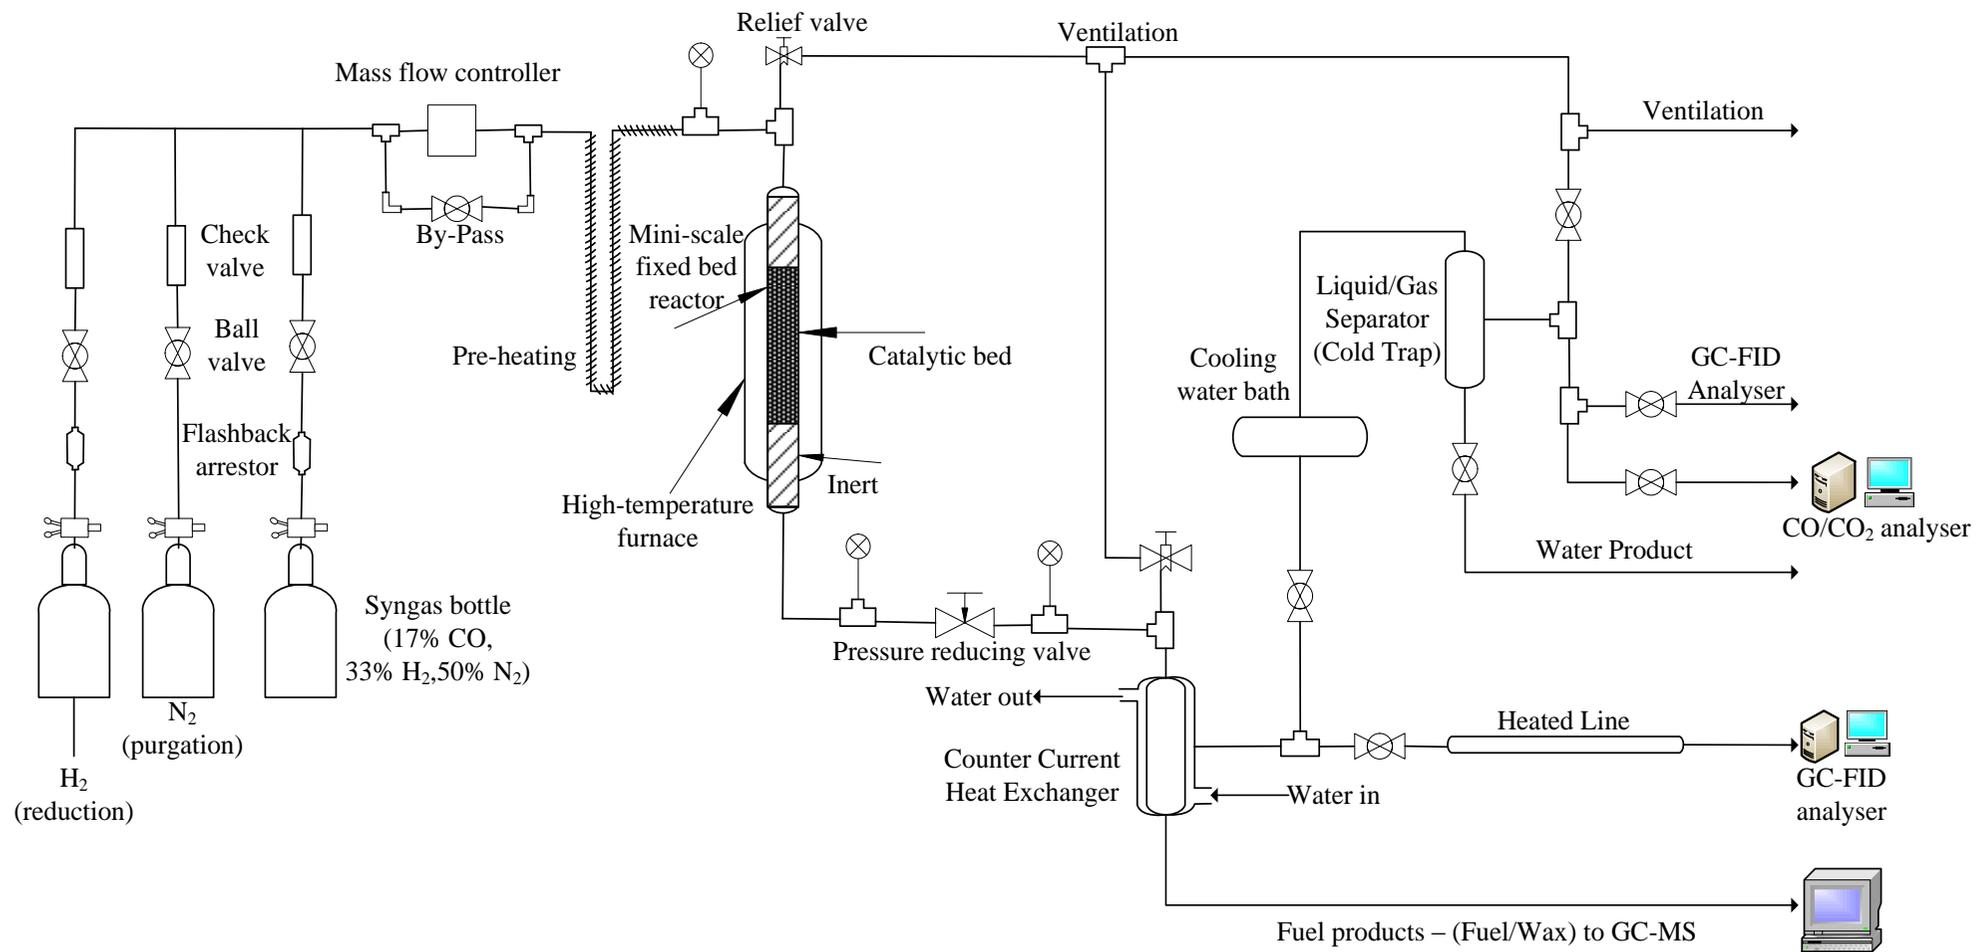 Relief valve
Ventilation
Mass flow controller
Ventilation
Check
valve
By-Pass
Mini-scale
fixed bed
reactor
Liquid/Gas
Separator
(Cold Trap)
Ball
valve
Pre-heating
Catalytic bed
Cooling
water bath
GC-FID
Analyser
Flashback
arrestor
Inert
High-temperature
furnace
CO/CO₂ analyser
Water Product
Syngas bottle
(17% CO,
33% H₂,50% N₂)
Pressure reducing valve
Water out
N₂
(purgation)
Heated Line
Counter Current
Heat Exchanger
Water in
H₂
(reduction)
GC-FID
analyser
Fuel products – (Fuel/Wax) to GC-MS